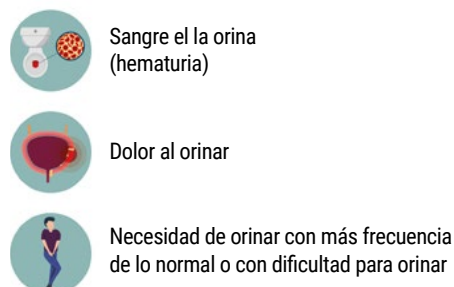 Sangre el la orina
(hematuria)
Dolor al orinar
Necesidad de orinar con más frecuencia
de lo normal o con dificultad para orinar